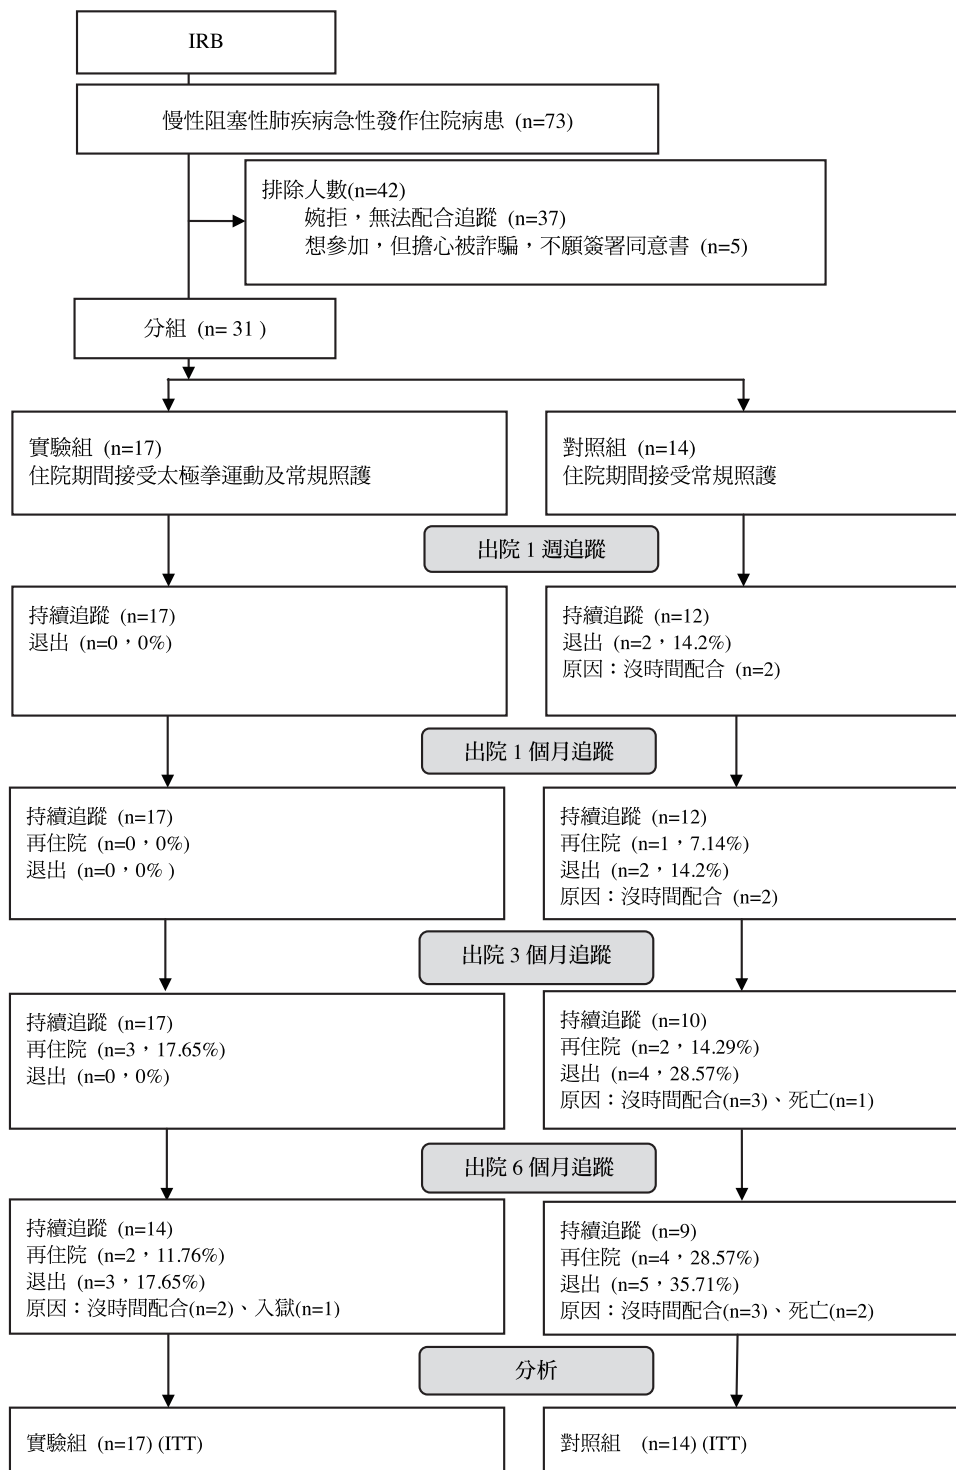 IRB
慢性阻塞性肺疾病急性發作住院病患 (n=73)
排除人數(n=42)
婉拒，無法配合追蹤 (n=37)
想參加，但擔心被詐騙，不願簽署同意書 (n=5)
分組 (n= 31 )
實驗組 (n=17)
住院期間接受太極拳運動及常規照護
對照組 (n=14)
住院期間接受常規照護
出院 1 週追蹤
持續追蹤 (n=17)
退出 (n=0，0%)
持續追蹤 (n=12)
退出 (n=2，14.2%)
原因：沒時間配合 (n=2)
出院 1 個月追蹤
持續追蹤 (n=17)
再住院 (n=0，0%)
退出 (n=0，0% )
持續追蹤 (n=12)
再住院 (n=1，7.14%)
退出 (n=2，14.2%)
原因：沒時間配合 (n=2)
出院 3 個月追蹤
持續追蹤 (n=17)
再住院 (n=3，17.65%)
退出 (n=0，0%)
持續追蹤 (n=10)
再住院 (n=2，14.29%)
退出 (n=4，28.57%)
原因：沒時間配合(n=3)、死亡(n=1)
出院 6 個月追蹤
持續追蹤 (n=14)
再住院 (n=2，11.76%)
退出 (n=3，17.65%)
原因：沒時間配合(n=2)、入獄(n=1)
持續追蹤 (n=9)
再住院 (n=4，28.57%)
退出 (n=5，35.71%)
原因：沒時間配合(n=3)、死亡(n=2)
分析
實驗組 (n=17) (ITT)
對照組 (n=14) (ITT)